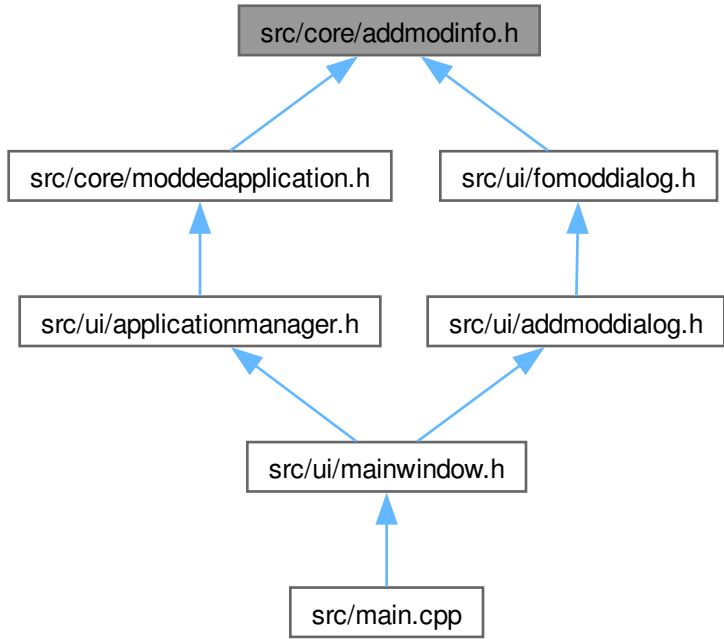 src/core/addmodinfo.h
src/core/moddedapplication.h
src/ui/fomoddialog.h
src/ui/applicationmanager.h
src/ui/addmoddialog.h
src/ui/mainwindow.h
src/main.cpp